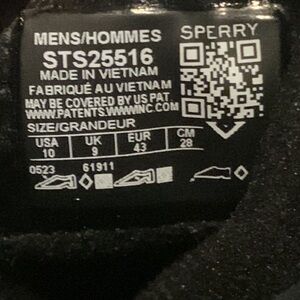 MENS/HOMMES
SPERRY
STS25516
MADE IN VIETNAM
FABRIQUÉ AU VIETNAM
MAY BE COVERED BY US PAT
WWW.PATENTS.WWWINC.COM
SIZE/GRANDEUR
USA UK EUR CM
10 9 43 28
0523 61911